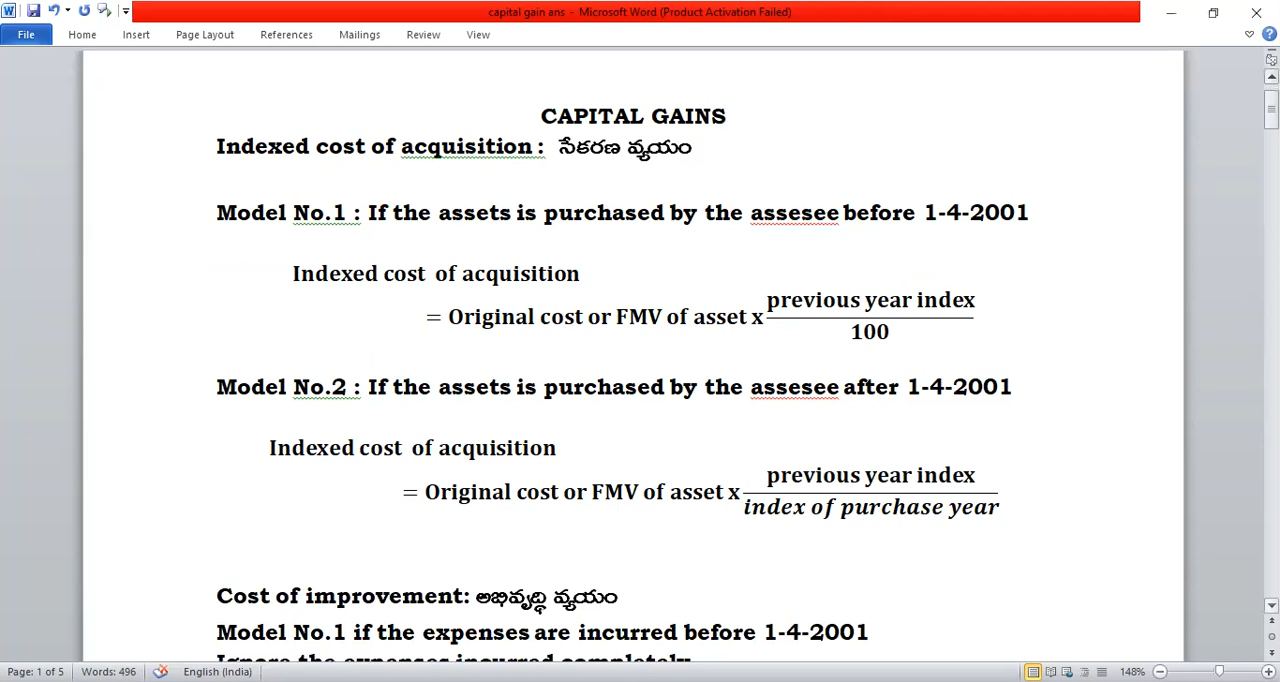 capital gain ans - Microsoft Word (Product Activation Failed)
File Home Insert Page Layout References Mailings Review View
CAPITAL GAINS
Indexed cost of acquisition : సేకరణ వ్యయం
Model No.1 : If the assets is purchased by the assesee before 1-4-2001
Indexed cost of acquisition
= Original cost or FMV of asset x previous year index
100
Model No.2 : If the assets is purchased by the assesee after 1-4-2001
Indexed cost of acquisition
= Original cost or FMV of asset x previous year index
index of purchase year
Cost of improvement: అభివృద్ధి వ్యయం
Model No.1 if the expenses are incurred before 1-4-2001
Ignore the expenses incurred completely
Page: 1 of 5 Words: 496 English (India) 148%